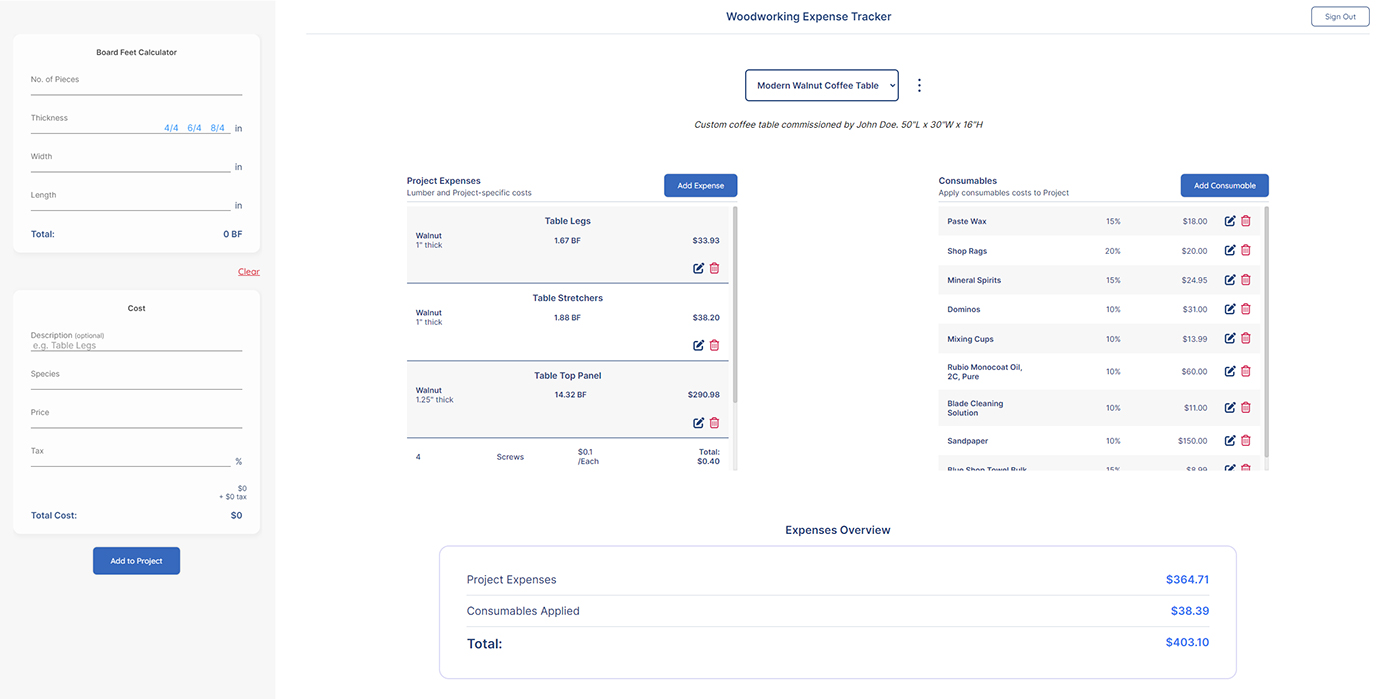 Board Feet Calculator
No. of Pieces
Thickness
4/4 6/4 8/4 in
Width
in
Length
in
Total: 0 BF
Clear
Cost
Description (optional)
e.g. Table Legs
Species
Price
Tax
%
$0
+ $0 tax
Total Cost: $0
Add to Project
Woodworking Expense Tracker
Sign Out
Modern Walnut Coffee Table
Custom coffee table commissioned by John Doe. 50"L x 30"W x 16"H
Project Expenses
Lumber and Project-specific costs
Add Expense
Table Legs
Walnut
1" thick
1.67 BF
$33.93
Table Stretchers
Walnut
1" thick
1.88 BF
$38.20
Table Top Panel
Walnut
1.25" thick
14.32 BF
$290.98
4
Screws
$0.1
/Each
Total:
$0.40
Consumables
Apply consumables costs to Project
Add Consumable
Paste Wax 15% $18.00
Shop Rags 20% $20.00
Mineral Spirits 15% $24.95
Dominos 10% $31.00
Mixing Cups 10% $13.99
Rubio Monocoat Oil,
2C, Pure
10% $60.00
Blade Cleaning
Solution
10% $11.00
Sandpaper 10% $150.00
Blue Shop Towel Bulk 15% $8.99
Expenses Overview
Project Expenses $364.71
Consumables Applied $38.39
Total: $403.10